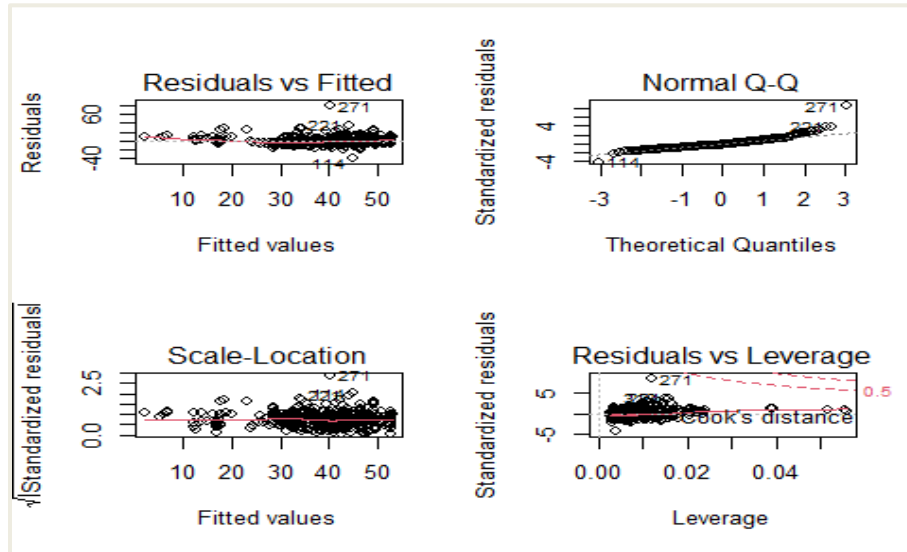 Residuals vs Fitted
Residuals
60
-40
271
221
114
10 20 30 40 50
Fitted values
Normal Q-Q
Standardized residuals
4
-4
271
221
114
-3 -1 0 1 2 3
Theoretical Quantiles
Scale-Location
√|Standardized residuals|
2.5
0.0
271
10 20 30 40 50
Fitted values
Residuals vs Leverage
Standardized residuals
5
-5
271
0.5
Cook's distance
0.00 0.02 0.04
Leverage